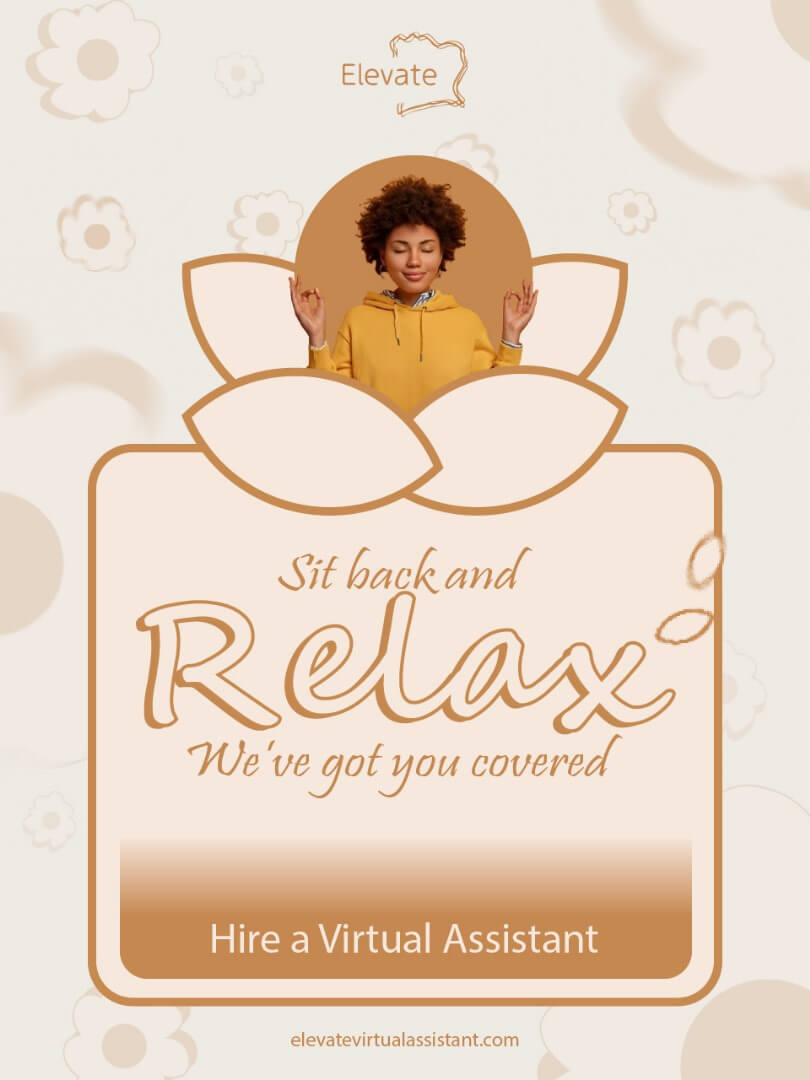 Elevate
Sit back and
Relax
We've got you covered
Hire a Virtual Assistant
elevatevirtualassistant.com